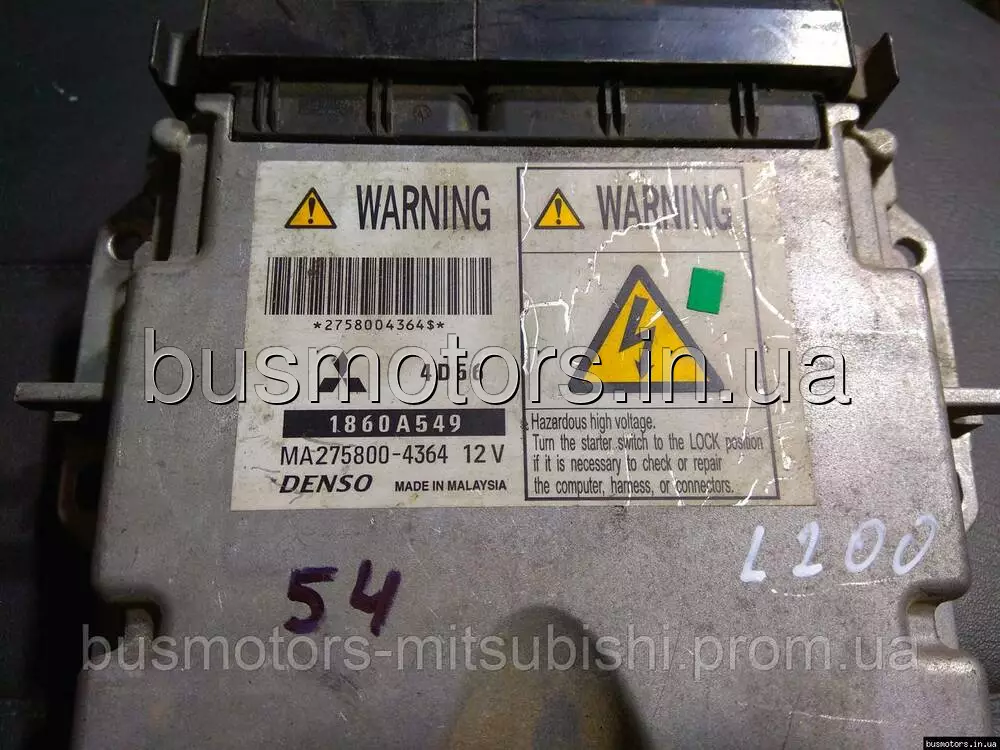 WARNING
*2758004364$*
4D56
1860A549
MA275800-4364 12V
DENSO MADE IN MALAYSIA
WARNING
Hazardous high voltage.
Turn the starter switch to the LOCK position
if it is necessary to check or repair
the computer, harness, or connectors.
busmotors.in.ua
54
L200
busmotors-mitsubishi.prom.ua
busmotors.in.ua